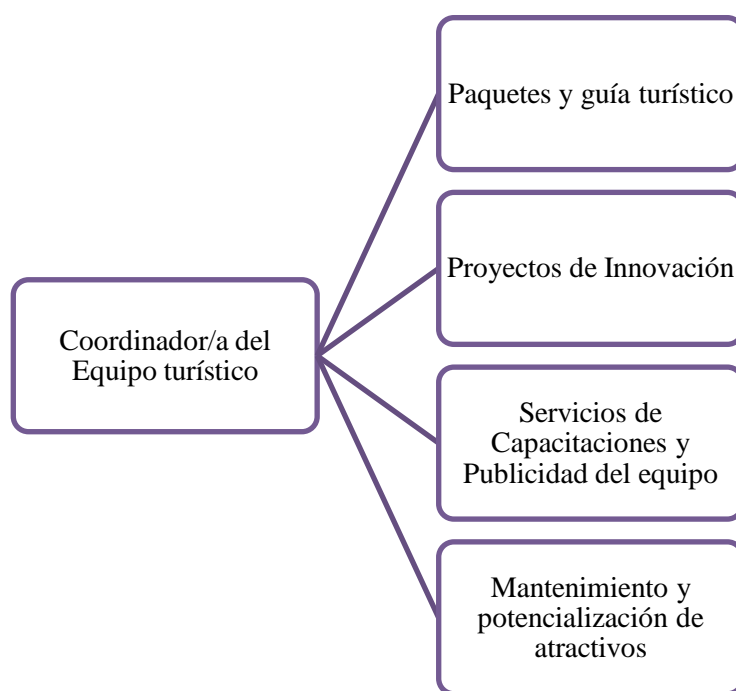 Paquetes y guía turístico
Proyectos de Innovación
Coordinador/a del
Equipo turístico
Servicios de
Capacitaciones y
Publicidad del equipo
Mantenimiento y
potencialización de
atractivos